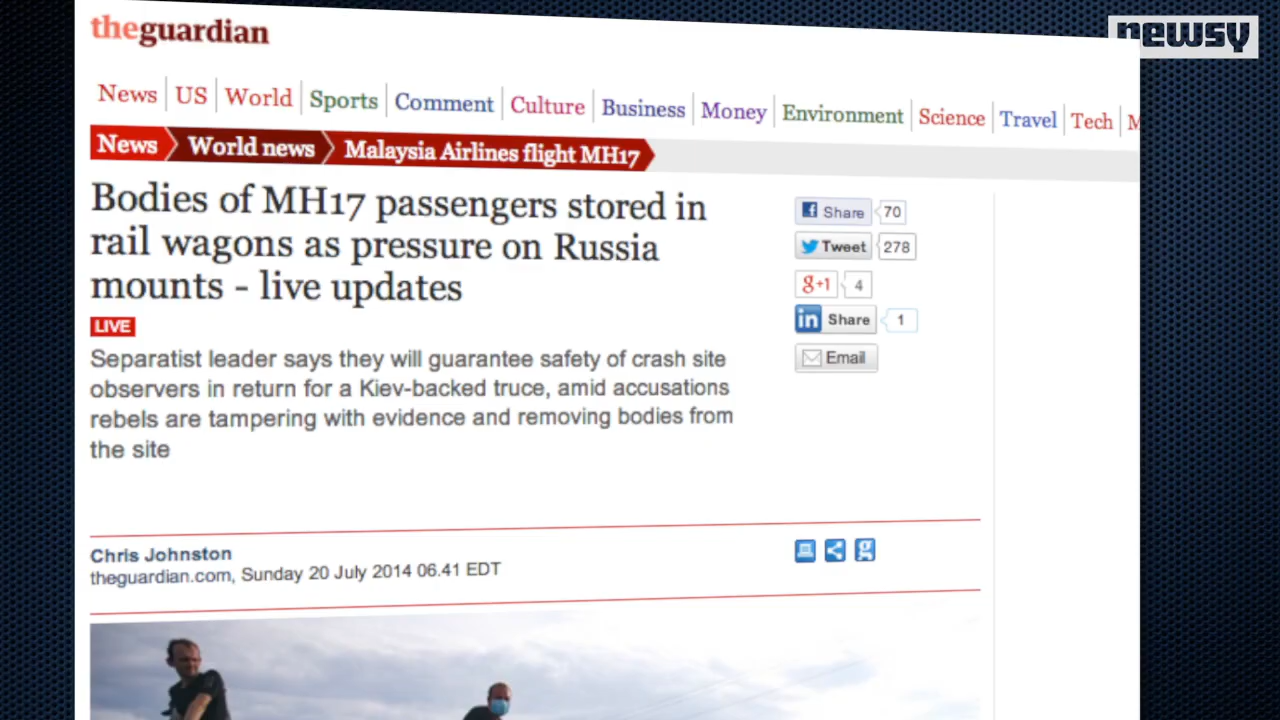 theguardian
newsy
News US World Sports Comment Culture Business Money Environment Science Travel Tech
News World news Malaysia Airlines flight MH17
Bodies of MH17 passengers stored in
rail wagons as pressure on Russia
mounts - live updates
LIVE
Separatist leader says they will guarantee safety of crash site
observers in return for a Kiev-backed truce, amid accusations
rebels are tampering with evidence and removing bodies from
the site
Share 70
Tweet 278
g+1 4
in Share 1
Email
Chris Johnston
theguardian.com, Sunday 20 July 2014 06.41 EDT